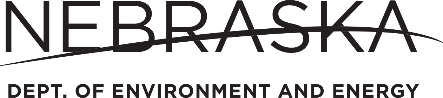 NEBRASKA
DEPT. OF ENVIRONMENT AND ENERGY